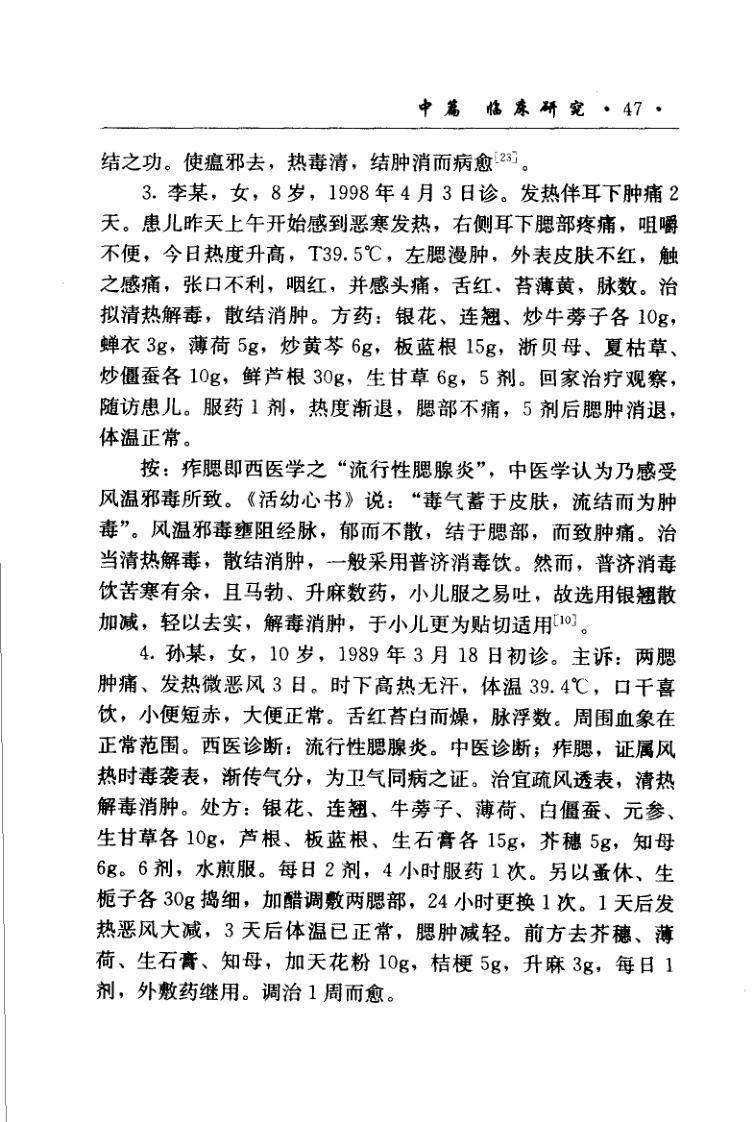 中篇 临床研究 · 47 ·
结之功。使瘟邪去，热毒清，结肿消而病愈[23]。
3. 李某，女，8岁，1998年4月3日诊。发热伴耳下肿痛2
天。患儿昨天上午开始感到恶寒发热，右侧耳下腮部疼痛，咀嚼
不便，今日热度升高，T39.5℃，左腮漫肿，外表皮肤不红，触
之感痛，张口不利，咽红，并感头痛，舌红、苔薄黄，脉数。治
拟清热解毒，散结消肿。方药：银花、连翘、炒牛蒡子各10g，
蝉衣3g，薄荷5g，炒黄芩6g，板蓝根15g，浙贝母、夏枯草、
炒僵蚕各10g，鲜芦根30g，生甘草6g，5剂。回家治疗观察，
随访患儿。服药1剂，热度渐退，腮部不痛，5剂后腮肿消退，
体温正常。
按：痄腮即西医学之“流行性腮腺炎”，中医学认为乃感受
风温邪毒所致。《活幼心书》说：“毒气蓄于皮肤，流结而为肿
毒”。风温邪毒壅阻经脉，郁而不散，结于腮部，而致肿痛。治
当清热解毒，散结消肿，一般采用普济消毒饮。然而，普济消毒
饮苦寒有余，且马勃、升麻数药，小儿服之易吐，故选用银翘散
加减，轻以去实，解毒消肿，于小儿更为贴切适用[10]。
4. 孙某，女，10岁，1989年3月18日初诊。主诉：两腮
肿痛、发热微恶风3日。时下高热无汗，体温39.4℃，口干喜
饮，小便短赤，大便正常。舌红苔白而燥，脉浮数。周围血象在
正常范围。西医诊断：流行性腮腺炎。中医诊断；痄腮，证属风
热时毒袭表，渐传气分，为卫气同病之证。治宜疏风透表，清热
解毒消肿。处方：银花、连翘、牛蒡子、薄荷、白僵蚕、元参、
生甘草各10g，芦根、板蓝根、生石膏各15g，芥穗5g，知母
6g。6剂，水煎服。每日2剂，4小时服药1次。另以蚤休、生
栀子各30g捣细，加醋调敷两腮部，24小时更换1次。1天后发
热恶风大减，3天后体温已正常，腮肿减轻。前方去芥穗、薄
荷、生石膏、知母，加天花粉10g，桔梗5g，升麻3g，每日1
剂，外敷药继用。调治1周而愈。